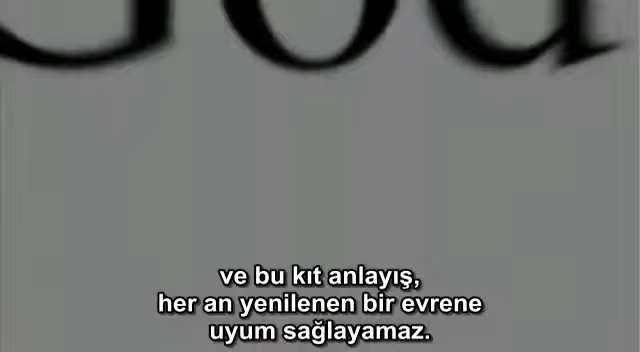 God
ve bu kıt anlayış,
her an yenilenen bir evrene
uyum sağlayamaz.